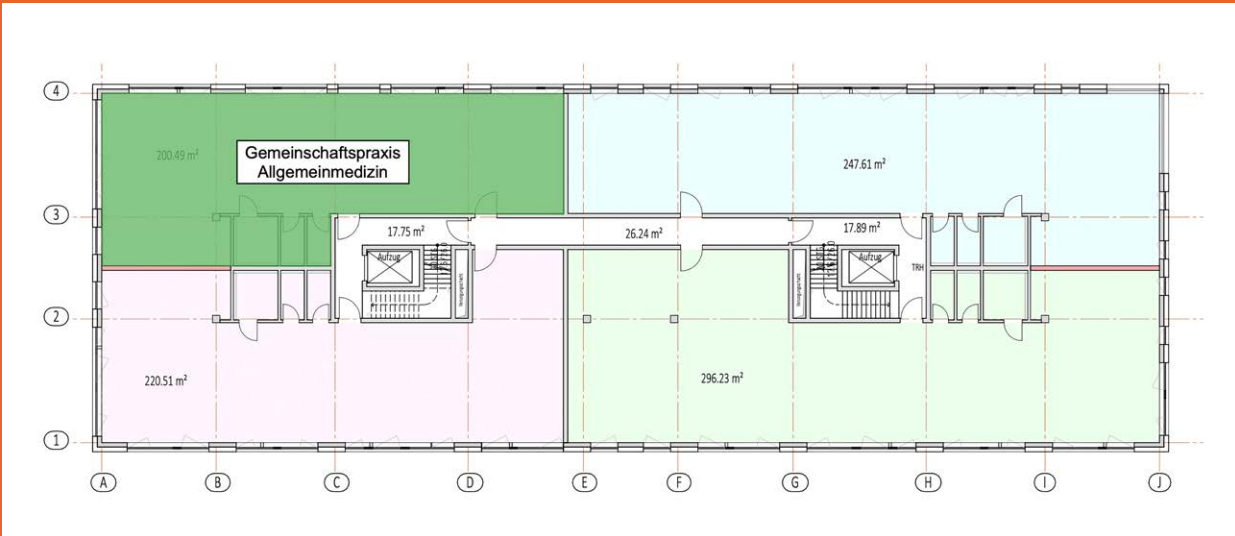 4
200.49 m²
Gemeinschaftspraxis
Allgemeinmedizin
247.61 m²
3
17.75 m²
26.24 m²
17.89 m²
Aufzug
Aufzug
TRH
2
220.51 m²
296.23 m²
1
A B C D E F G H I J